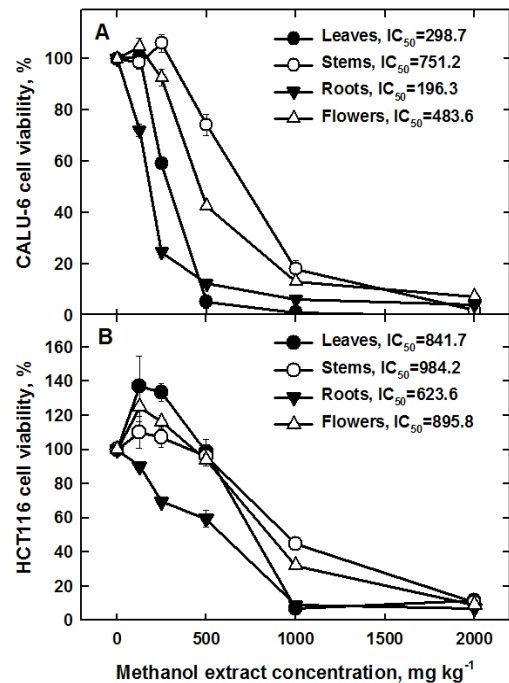 A
Leaves, IC50=298.7
Stems, IC50=751.2
Roots, IC50=196.3
Flowers, IC50=483.6
CALU-6 cell viability, %
100
80
60
40
20
0
B
Leaves, IC50=841.7
Stems, IC50=984.2
Roots, IC50=623.6
Flowers, IC50=895.8
HCT116 cell viability, %
160
140
120
100
80
60
40
20
0
0 500 1000 1500 2000
Methanol extract concentration, mg kg-1